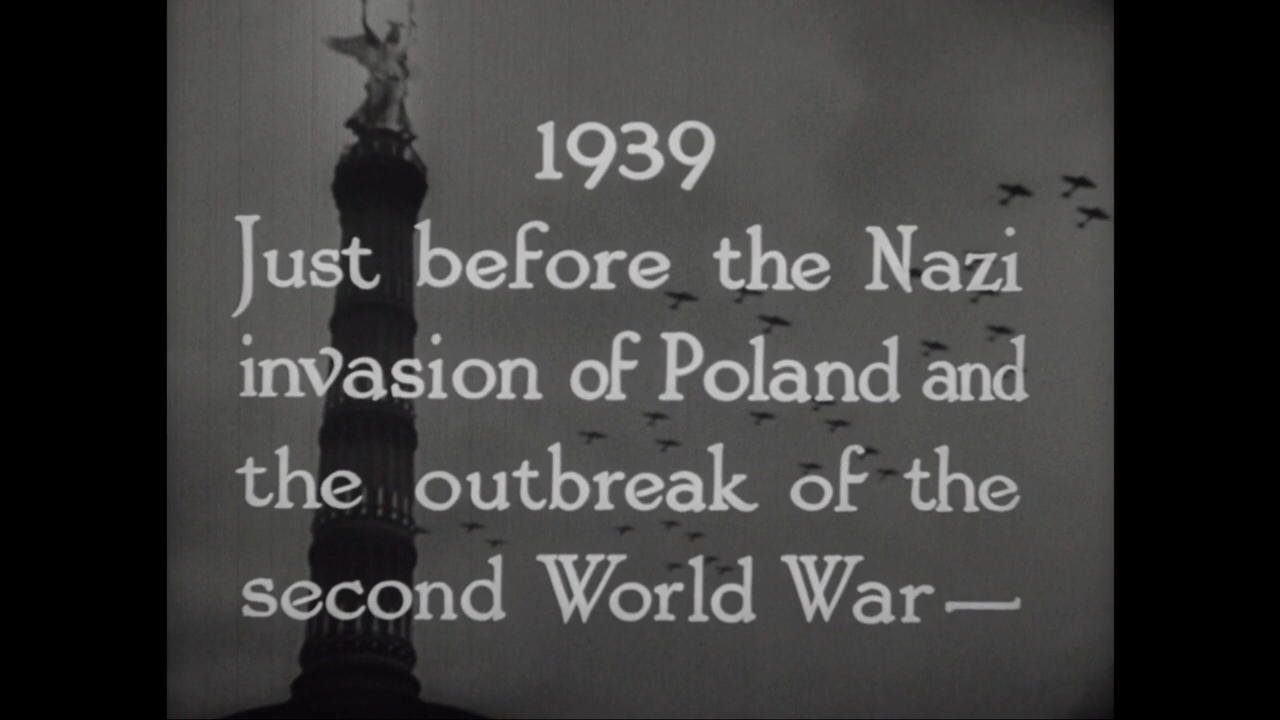 1939
Just before the Nazi
invasion of Poland and
the outbreak of the
second World War—